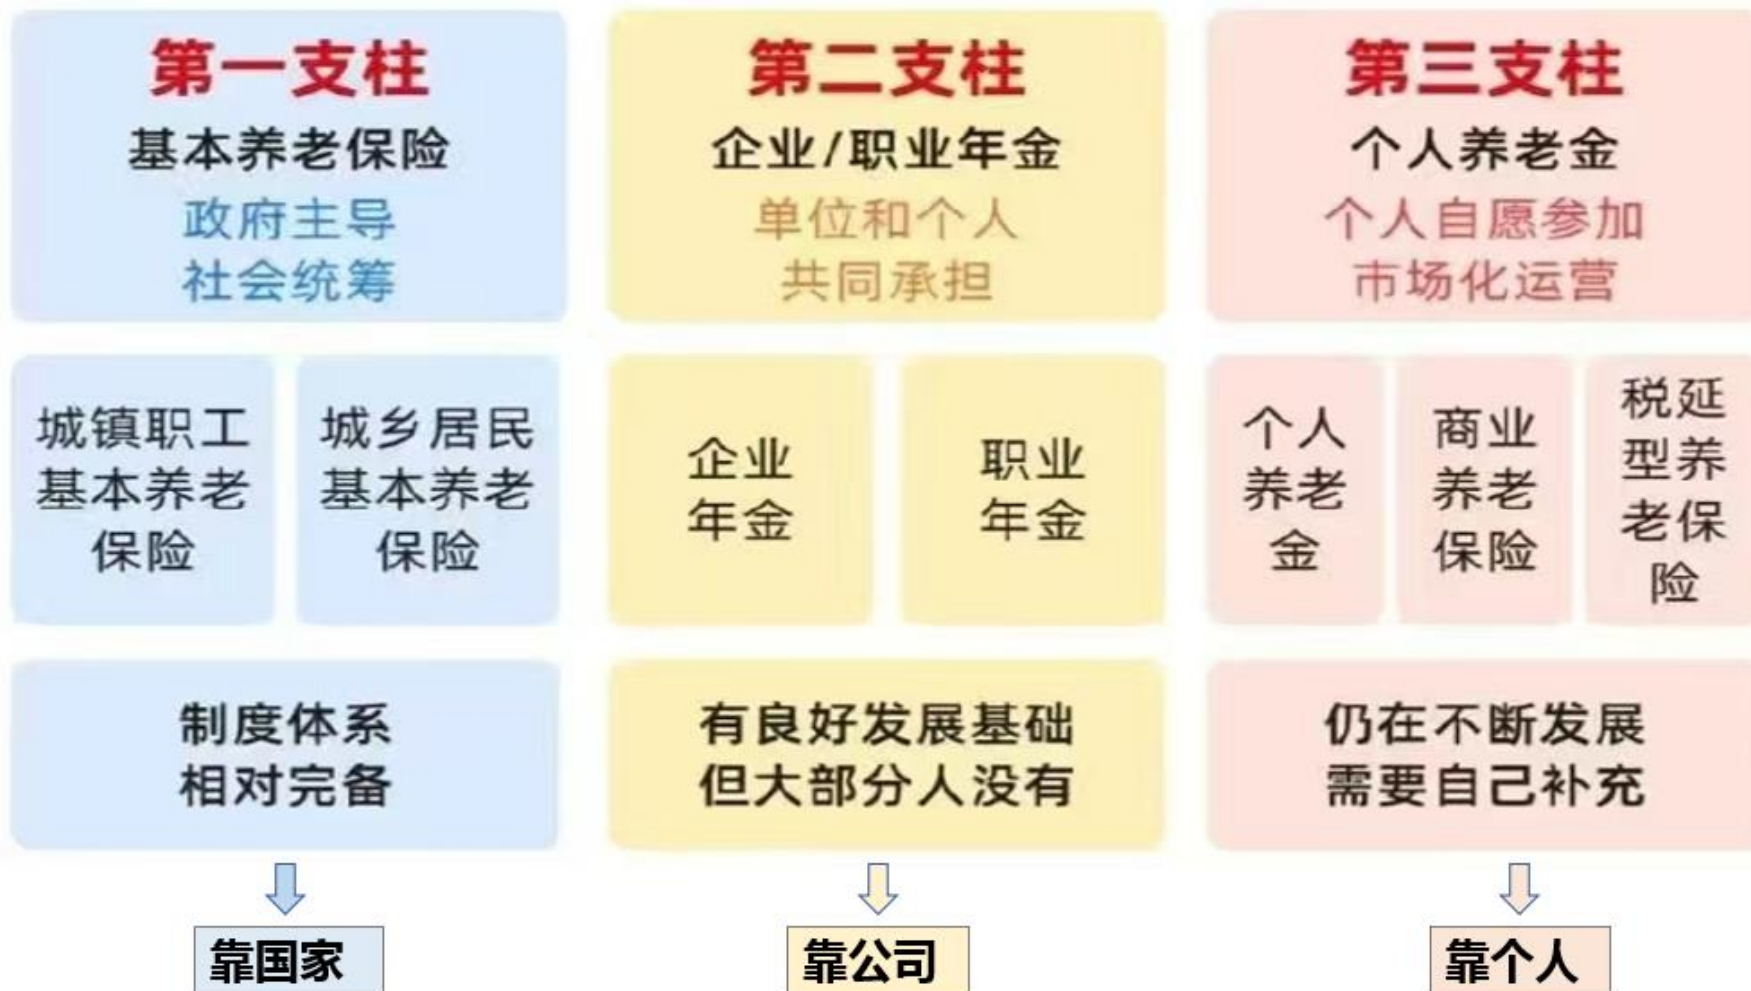 第一支柱
基本养老保险
政府主导
社会统筹
第二支柱
企业/职业年金
单位和个人
共同承担
第三支柱
个人养老金
个人自愿参加
市场化运营
城镇职工
基本养老
保险
城乡居民
基本养老
保险
企业
年金
职业
年金
个人
养老
金
商业
养老
保险
税延
型养
老保
险
制度体系
相对完备
有良好发展基础
但大部分人没有
仍在不断发展
需要自己补充
靠国家
靠公司
靠个人